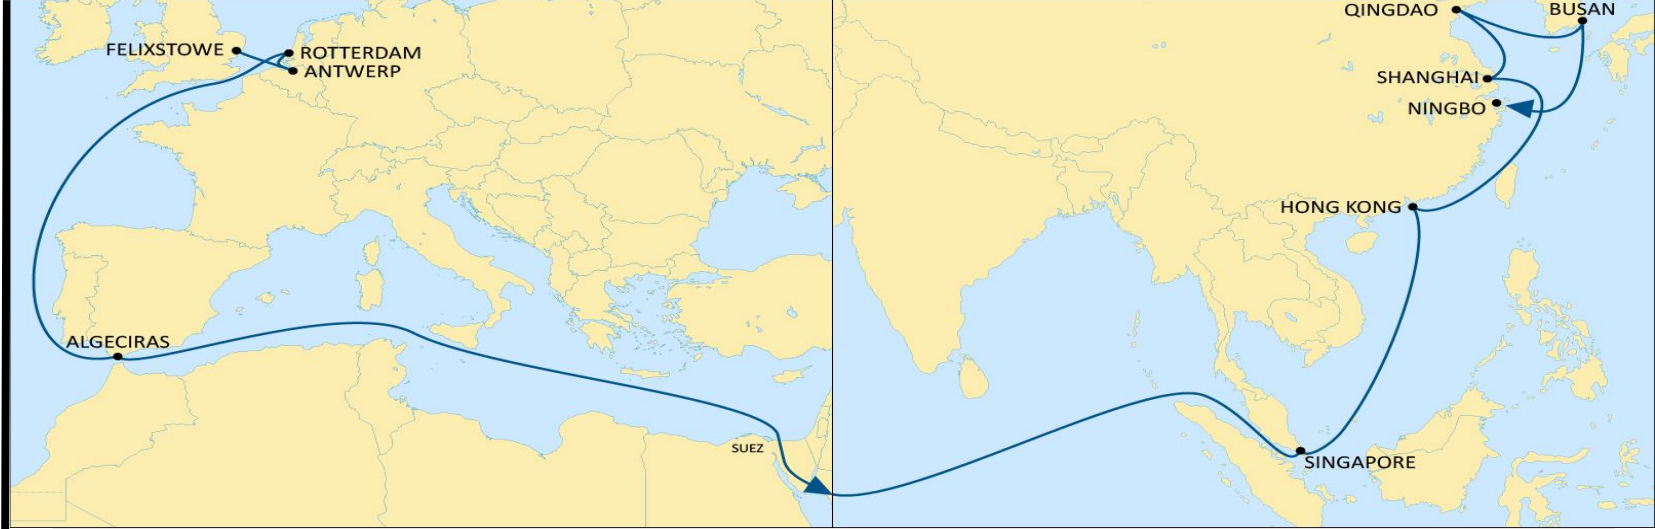 FELIXSTOWE
ROTTERDAM
ANTWERP
ALGECIRAS
SUEZ
QINGDAO
BUSAN
SHANGHAI
NINGBO
HONG KONG
SINGAPORE